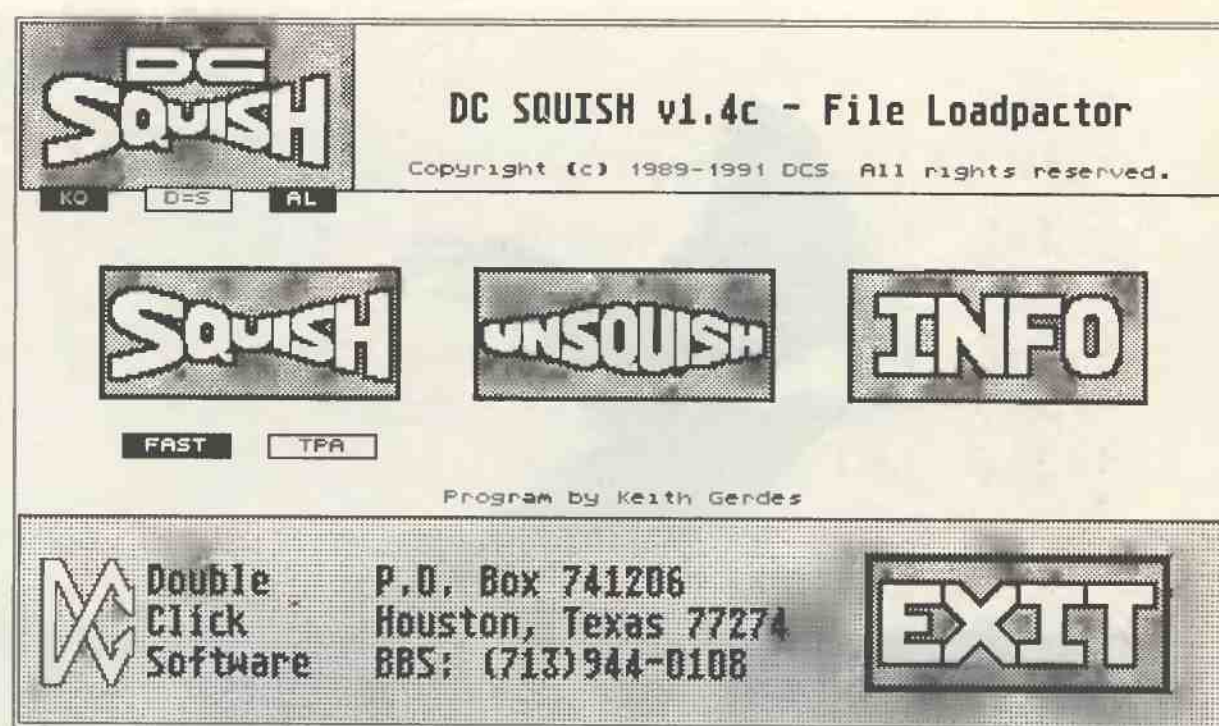 DC
SQUISH
DC SQUISH v1.4c - File Loadpactor
Copyright (c) 1989-1991 DCS All rights reserved.
KO D=S AL
SQUISH UNSQUISH INFO
FAST TPA
Program by Keith Gerdes
Double
Click
Software
P.O. Box 741206
Houston, Texas 77274
BBS: (713)944-0108
EXIT